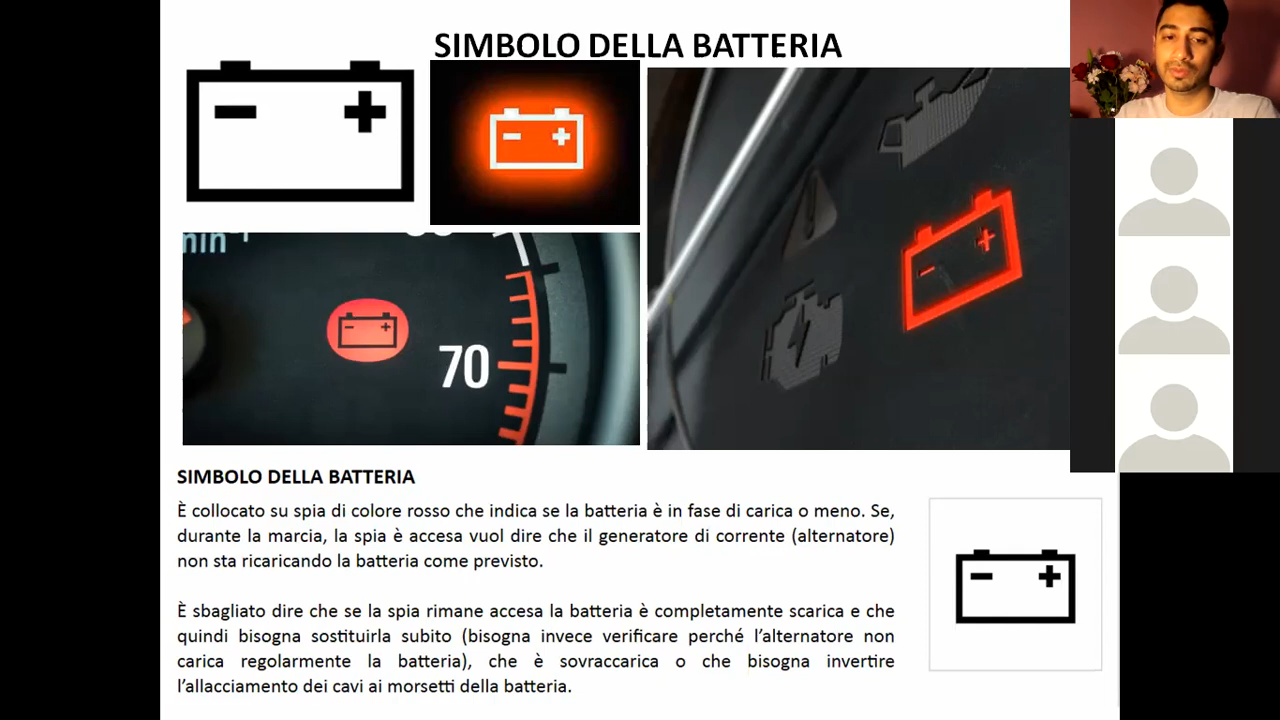 SIMBOLO DELLA BATTERIA
min
70
SIMBOLO DELLA BATTERIA
È collocato su spia di colore rosso che indica se la batteria è in fase di carica o meno. Se,
durante la marcia, la spia è accesa vuol dire che il generatore di corrente (alternatore)
non sta ricaricando la batteria come previsto.
È sbagliato dire che se la spia rimane accesa la batteria è completamente scarica e che
quindi bisogna sostituirla subito (bisogna invece verificare perché l’alternatore non
carica regolarmente la batteria), che è sovraccarica o che bisogna invertire
l’allacciamento dei cavi ai morsetti della batteria.